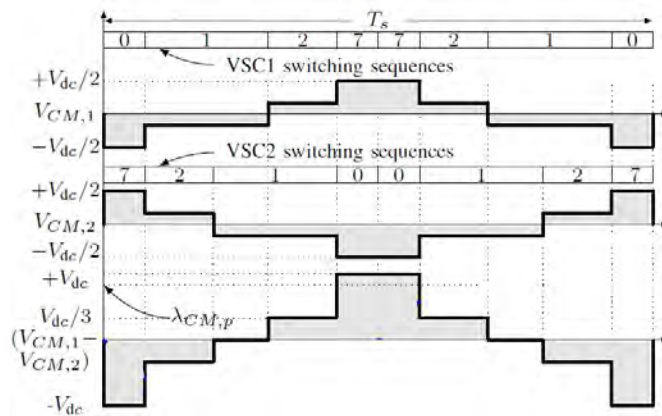 T_s
0 1 2 7 7 2 1 0
VSC1 switching sequences
+V_dc/2
V_CM,1
−V_dc/2
VSC2 switching sequences
7 2 1 0 0 1 2 7
+V_dc/2
V_CM,2
−V_dc/2
+V_dc
λ_CM,p
V_dc/3
(V_CM,1−
V_CM,2)
-V_dc